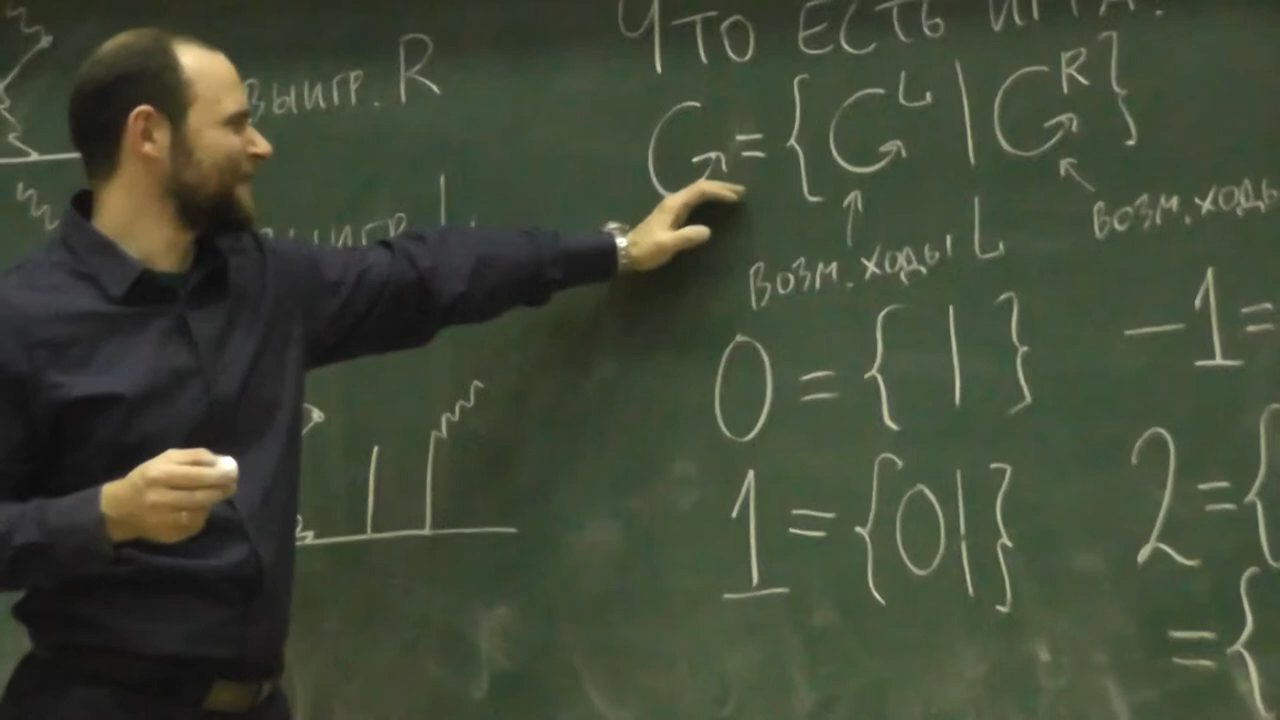 Что есть игра?
выигр. R
G = { G^L | G^R }
выигр L.
возм. ходы L
возм. ходы
0 = { | }
-1 =
1 = {0| }
2 = {
= {